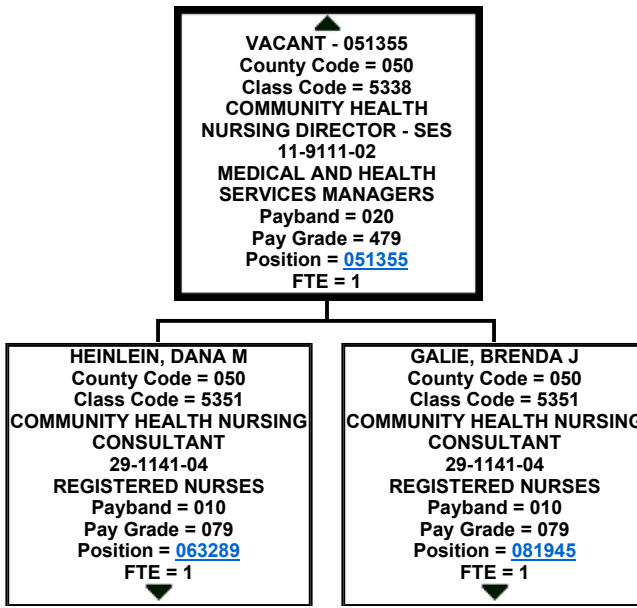 VACANT - 051355
County Code = 050
Class Code = 5338
COMMUNITY HEALTH
NURSING DIRECTOR - SES
11-9111-02
MEDICAL AND HEALTH
SERVICES MANAGERS
Payband = 020
Pay Grade = 479
Position = 051355
FTE = 1
HEINLEIN, DANA M
County Code = 050
Class Code = 5351
COMMUNITY HEALTH NURSING
CONSULTANT
29-1141-04
REGISTERED NURSES
Payband = 010
Pay Grade = 079
Position = 063289
FTE = 1
GALIE, BRENDA J
County Code = 050
Class Code = 5351
COMMUNITY HEALTH NURSING
CONSULTANT
29-1141-04
REGISTERED NURSES
Payband = 010
Pay Grade = 079
Position = 081945
FTE = 1